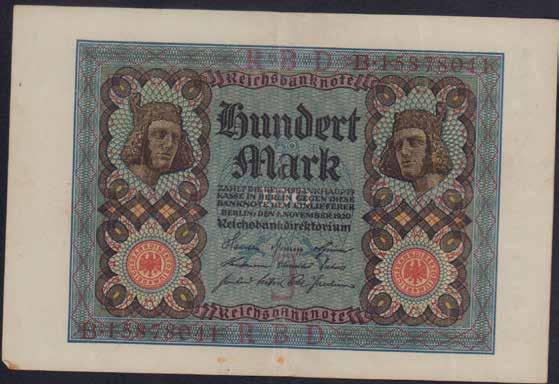 R B D B·15878041
Reichsbanknote
Hundert
Mark
ZAHLT DIE REICHSBANKHAUPT-
KASSE IN BERLIN GEGEN DIESE
BANKNOTE DEM EINLIEFERER
BERLIN, DEN 1. NOVEMBER 1920
Reichsbankdirektorium
Reichsbanknote
B·15878041 R B D